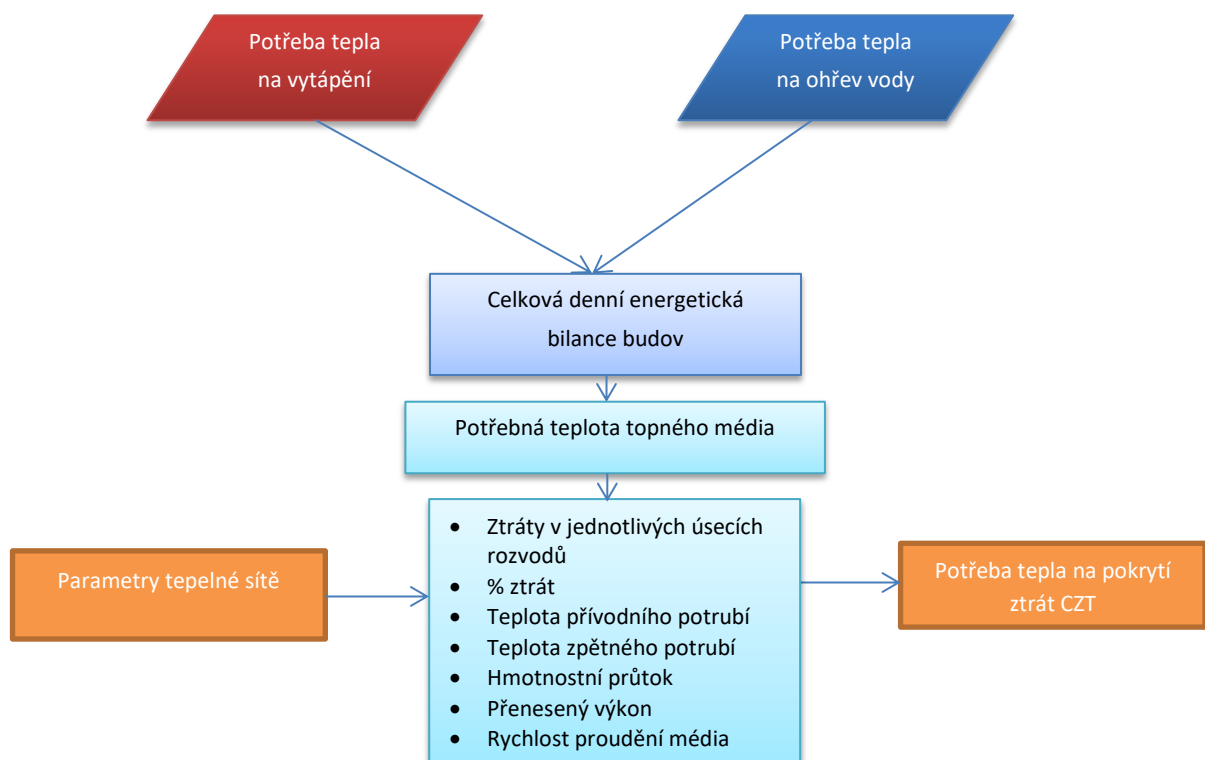 Potřeba tepla
na vytápění
Potřeba tepla
na ohřev vody
Celková denní energetická
bilance budov
Potřebná teplota topného média
Parametry tepelné sítě
• Ztráty v jednotlivých úsecích
rozvodů
• % ztrát
• Teplota přívodního potrubí
• Teplota zpětného potrubí
• Hmotnostní průtok
• Přenesený výkon
• Rychlost proudění média
Potřeba tepla na pokrytí
ztrát CZT